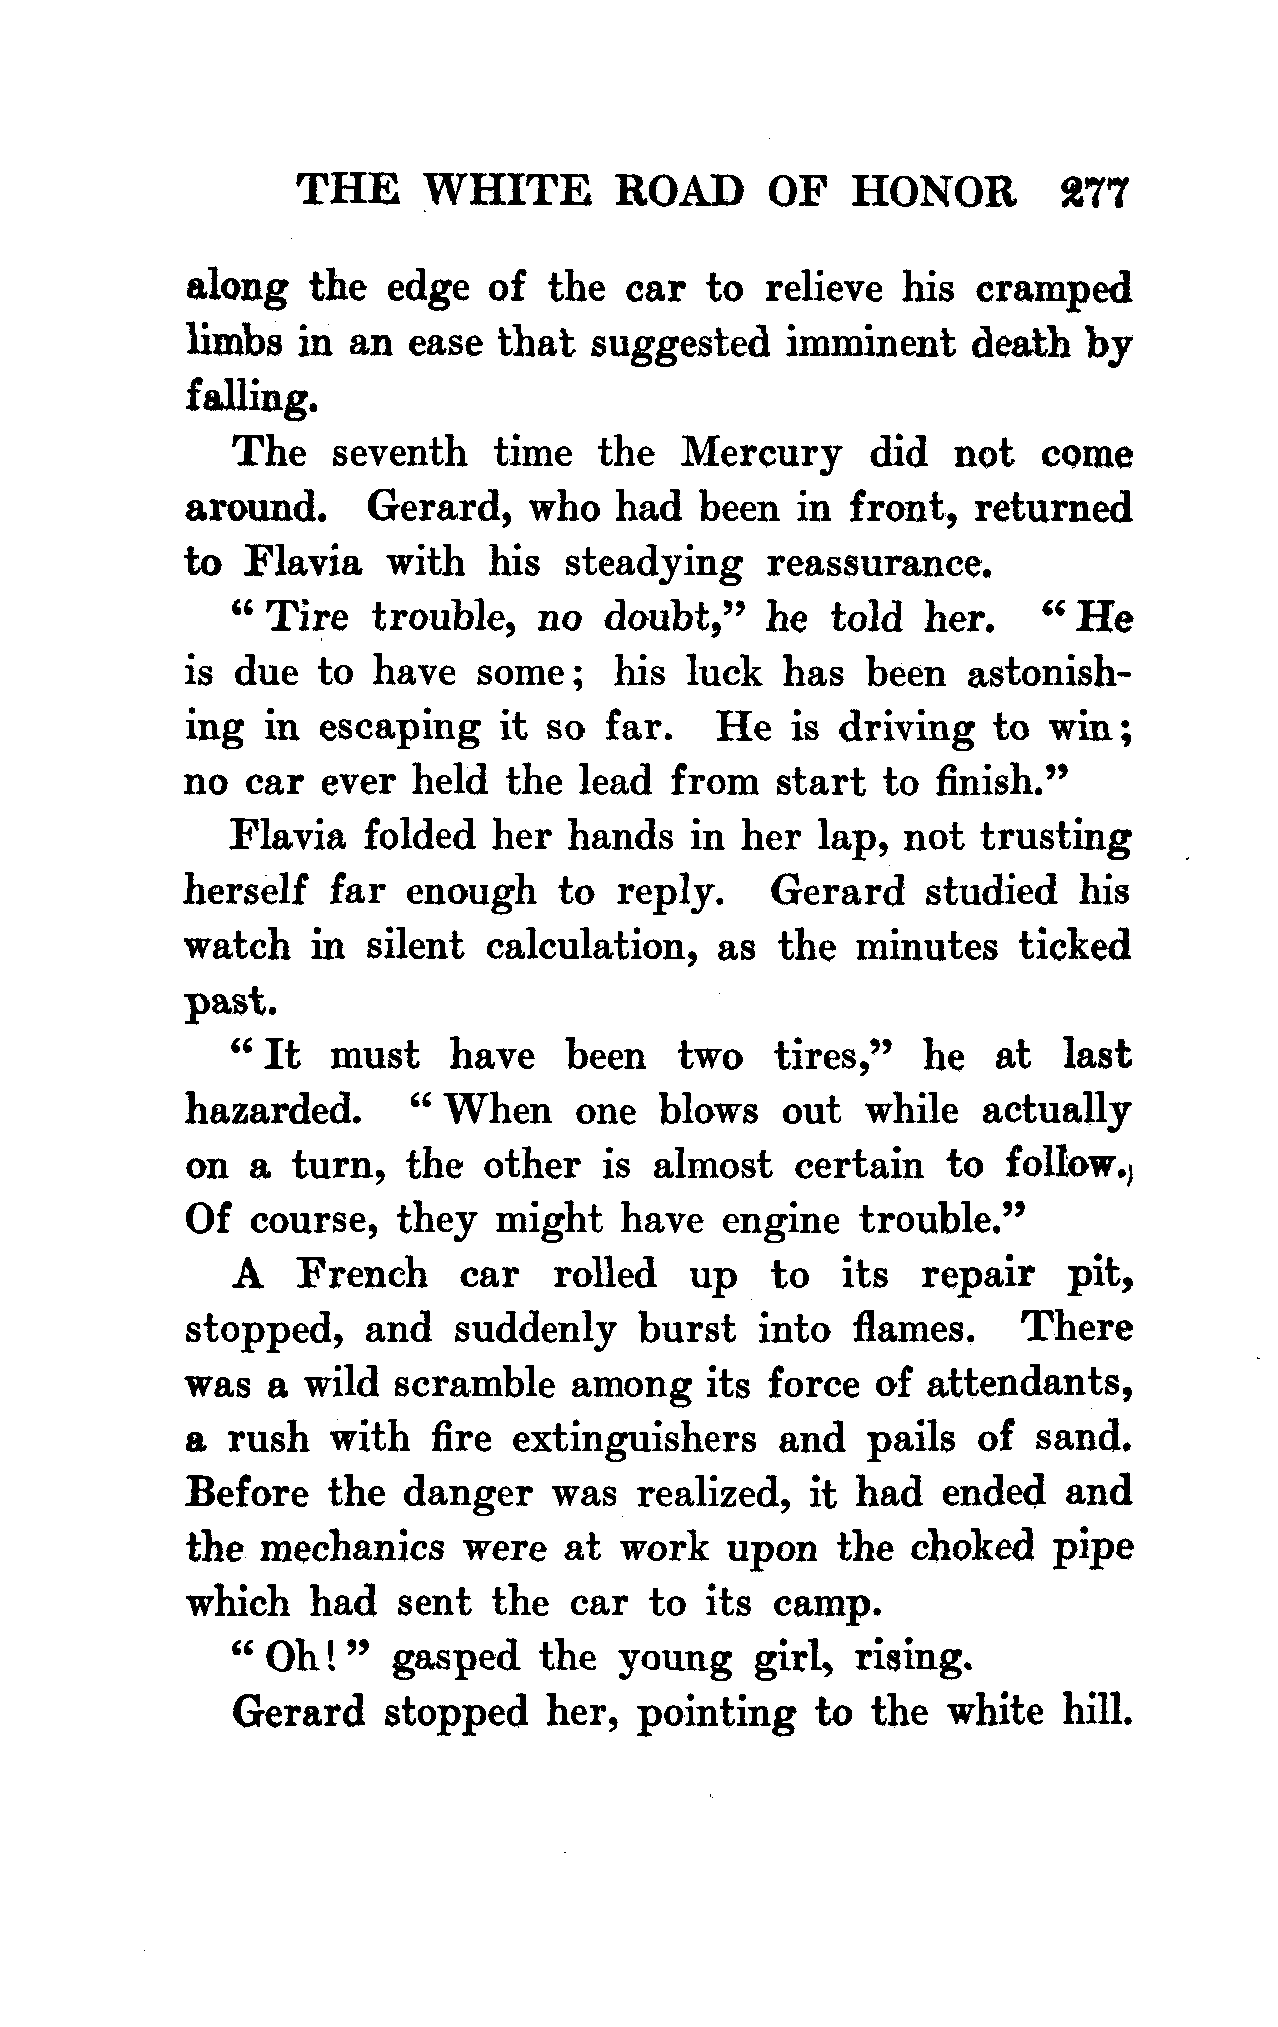 THE WHITE ROAD OF HONOR 277
along the edge of the car to relieve his cramped
limbs in an ease that suggested imminent death by
falling.
The seventh time the Mercury did not come
around. Gerard, who had been in front, returned
to Flavia with his steadying reassurance.
“ Tire trouble, no doubt,” he told her. “ He
is due to have some; his luck has been astonish-
ing in escaping it so far. He is driving to win;
no car ever held the lead from start to finish.”
Flavia folded her hands in her lap, not trusting
herself far enough to reply. Gerard studied his
watch in silent calculation, as the minutes ticked
past.
“ It must have been two tires,” he at last
hazarded. “ When one blows out while actually
on a turn, the other is almost certain to follow.
Of course, they might have engine trouble.”
A French car rolled up to its repair pit,
stopped, and suddenly burst into flames. There
was a wild scramble among its force of attendants,
a rush with fire extinguishers and pails of sand.
Before the danger was realized, it had ended and
the mechanics were at work upon the choked pipe
which had sent the car to its camp.
“ Oh! ” gasped the young girl, rising.
Gerard stopped her, pointing to the white hill.